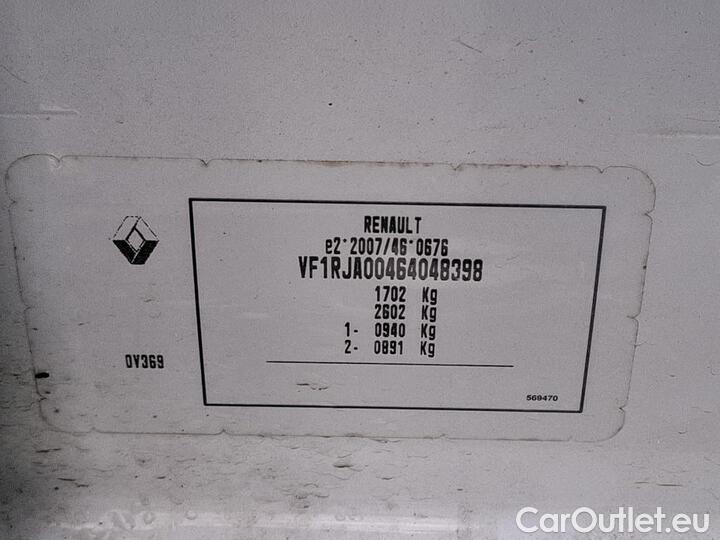 RENAULT
e2*2007/46*0676
VF1RJA00464048398
1702 Kg
2602 Kg
1- 0940 Kg
2- 0891 Kg
OV369
569470
CarOutlet.eu